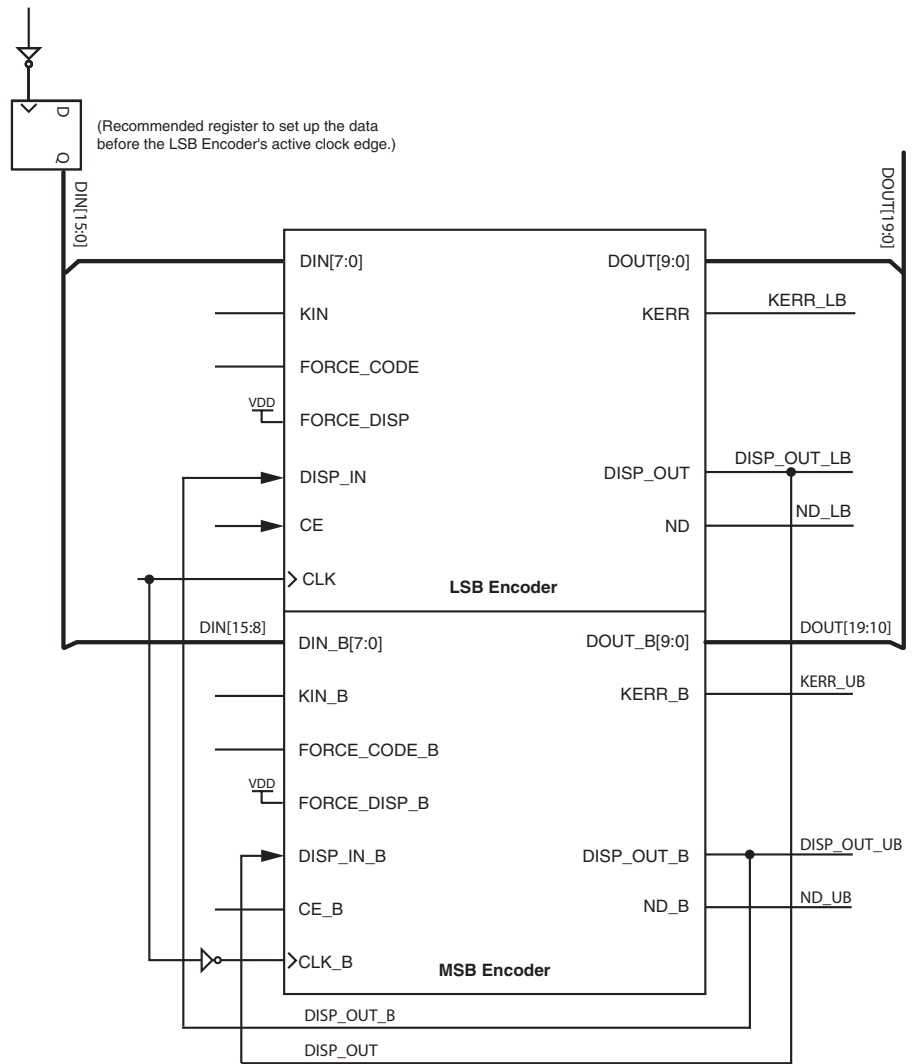 D
Q
(Recommended register to set up the data
before the LSB Encoder's active clock edge.)
DIN[15:0]
DOUT[19:0]
DIN[7:0]
DOUT[9:0]
KIN
KERR
KERR_LB
FORCE_CODE
VDD
FORCE_DISP
DISP_IN
DISP_OUT
DISP_OUT_LB
CE
ND
ND_LB
CLK
LSB Encoder
DIN[15:8]
DIN_B[7:0]
DOUT_B[9:0]
DOUT[19:10]
KIN_B
KERR_B
KERR_UB
FORCE_CODE_B
VDD
FORCE_DISP_B
DISP_IN_B
DISP_OUT_B
DISP_OUT_UB
CE_B
ND_B
ND_UB
CLK_B
MSB Encoder
DISP_OUT_B
DISP_OUT